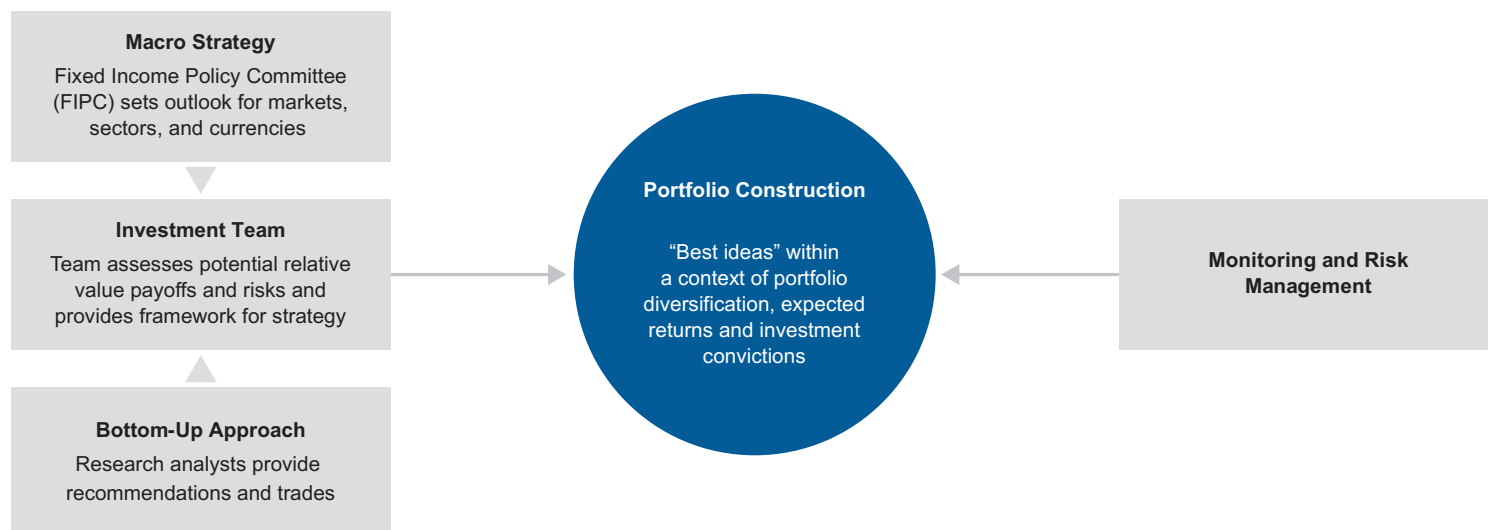 Macro Strategy
Fixed Income Policy Committee
(FIPC) sets outlook for markets,
sectors, and currencies
Investment Team
Team assesses potential relative
value payoffs and risks and
provides framework for strategy
Bottom-Up Approach
Research analysts provide
recommendations and trades
Portfolio Construction
“Best ideas” within
a context of portfolio
diversification, expected
returns and investment
convictions
Monitoring and Risk
Management